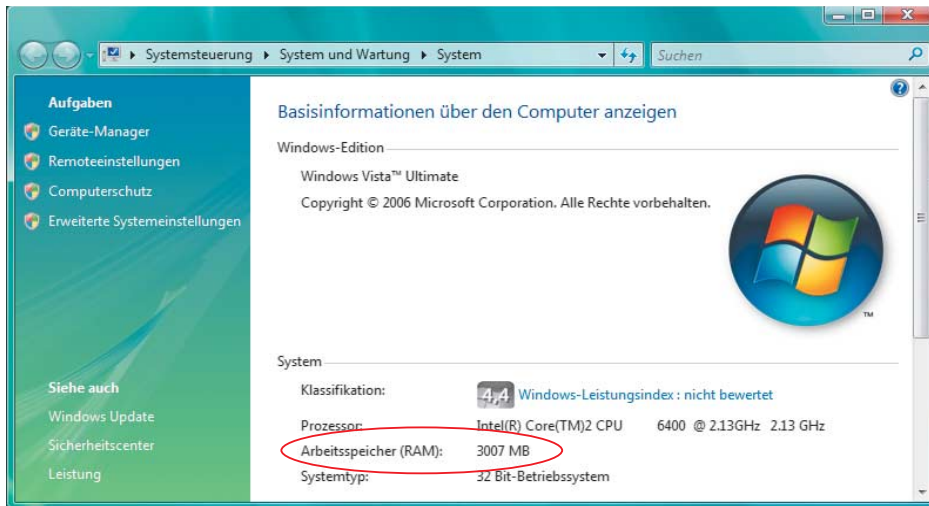 Systemsteuerung ▸ System und Wartung ▸ System
Suchen
Aufgaben
Geräte-Manager
Remoteeinstellungen
Computerschutz
Erweiterte Systemeinstellungen
Siehe auch
Windows Update
Sicherheitscenter
Leistung
Basisinformationen über den Computer anzeigen
Windows-Edition
Windows Vista™ Ultimate
Copyright © 2006 Microsoft Corporation. Alle Rechte vorbehalten.
TM
System
Klassifikation: 4,4 Windows-Leistungsindex : nicht bewertet
Prozessor: Intel(R) Core(TM)2 CPU 6400 @ 2.13GHz 2.13 GHz
Arbeitsspeicher (RAM): 3007 MB
Systemtyp: 32 Bit-Betriebssystem